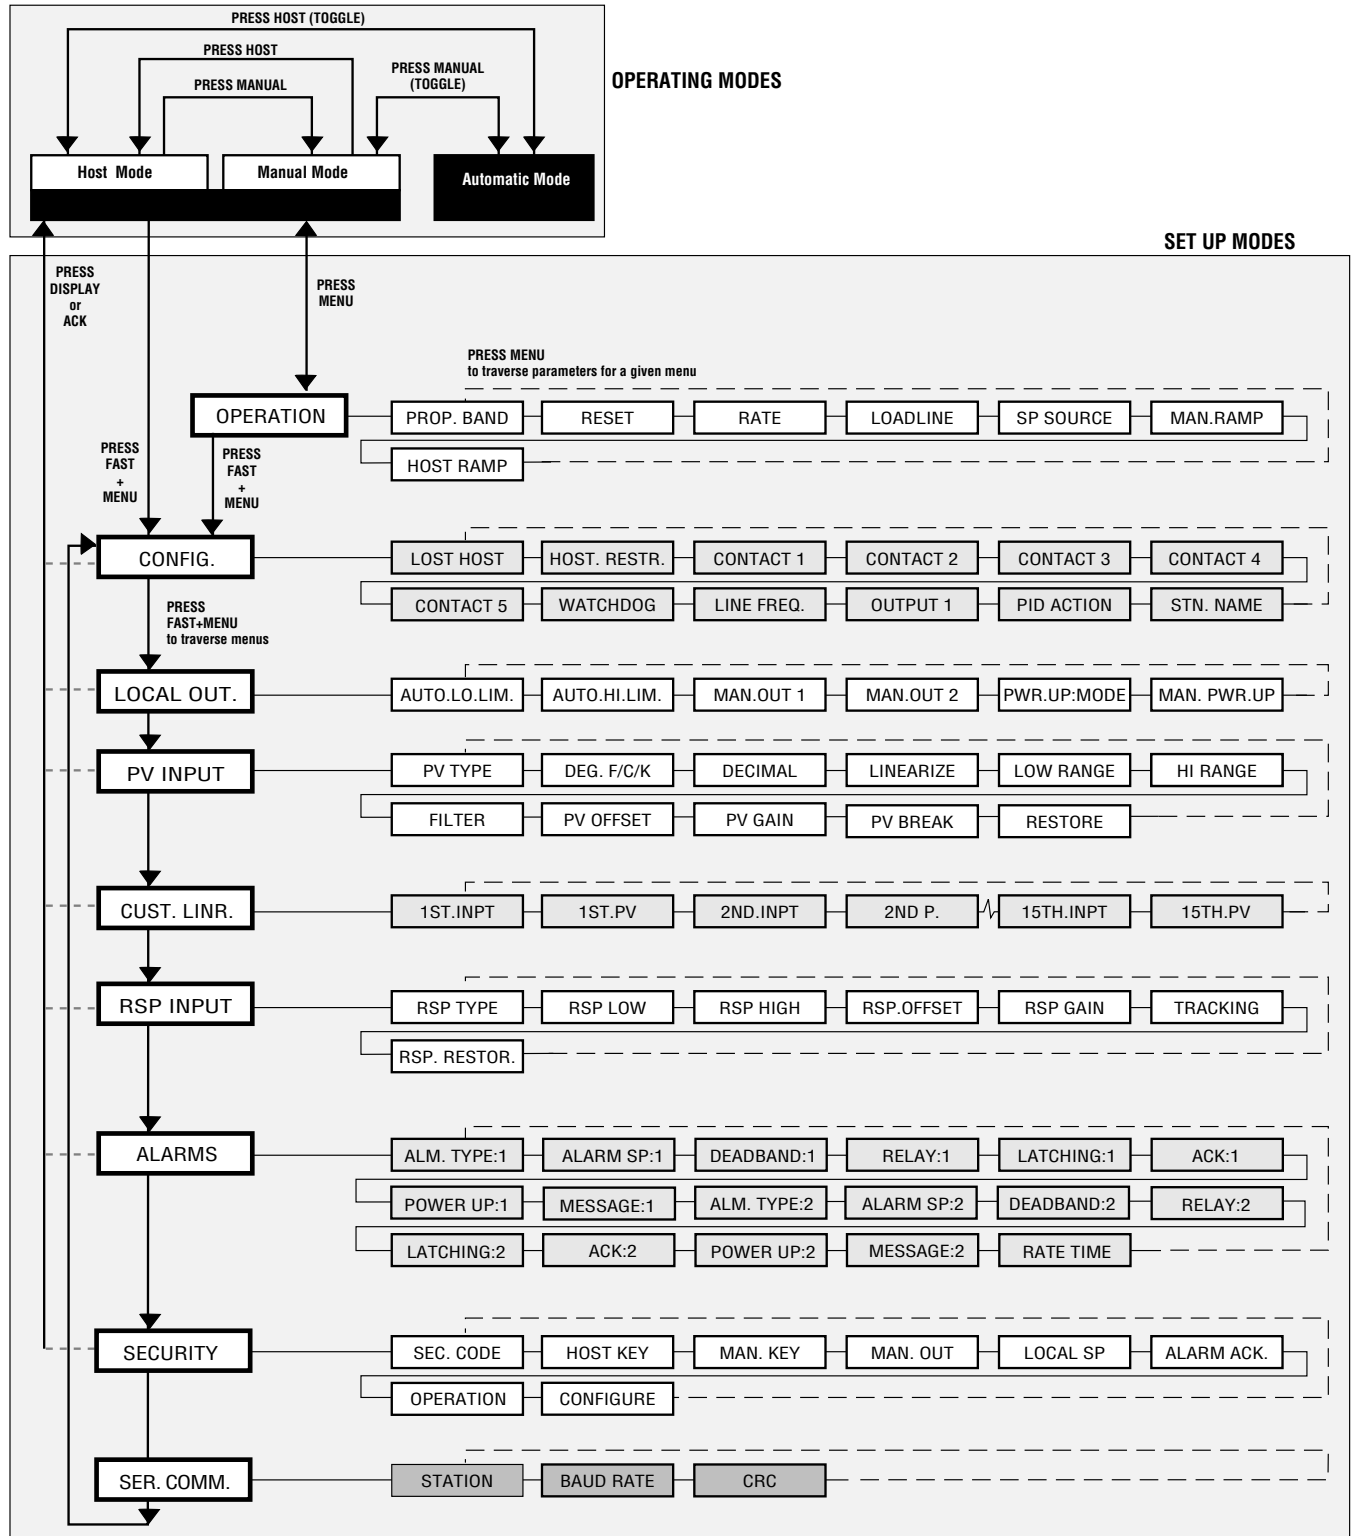 PRESS HOST (TOGGLE)
PRESS HOST
PRESS MANUAL
PRESS MANUAL
(TOGGLE)
OPERATING MODES
Host Mode
Manual Mode
Automatic Mode
SET UP MODES
PRESS
DISPLAY
or
ACK
PRESS
MENU
PRESS MENU
to traverse parameters for a given menu
OPERATION
PROP. BAND
RESET
RATE
LOADLINE
SP SOURCE
MAN.RAMP
HOST RAMP
PRESS
FAST
+
MENU
PRESS
FAST
+
MENU
CONFIG.
LOST HOST
HOST. RESTR.
CONTACT 1
CONTACT 2
CONTACT 3
CONTACT 4
CONTACT 5
WATCHDOG
LINE FREQ.
OUTPUT 1
PID ACTION
STN. NAME
PRESS
FAST+MENU
to traverse menus
LOCAL OUT.
AUTO.LO.LIM.
AUTO.HI.LIM.
MAN.OUT 1
MAN.OUT 2
PWR.UP:MODE
MAN. PWR.UP
PV INPUT
PV TYPE
DEG. F/C/K
DECIMAL
LINEARIZE
LOW RANGE
HI RANGE
FILTER
PV OFFSET
PV GAIN
PV BREAK
RESTORE
CUST. LINR.
1ST.INPT
1ST.PV
2ND.INPT
2ND P.
15TH.INPT
15TH.PV
RSP INPUT
RSP TYPE
RSP LOW
RSP HIGH
RSP.OFFSET
RSP GAIN
TRACKING
RSP. RESTOR.
ALARMS
ALM. TYPE:1
ALARM SP:1
DEADBAND:1
RELAY:1
LATCHING:1
ACK:1
POWER UP:1
MESSAGE:1
ALM. TYPE:2
ALARM SP:2
DEADBAND:2
RELAY:2
LATCHING:2
ACK:2
POWER UP:2
MESSAGE:2
RATE TIME
SECURITY
SEC. CODE
HOST KEY
MAN. KEY
MAN. OUT
LOCAL SP
ALARM ACK.
OPERATION
CONFIGURE
SER. COMM.
STATION
BAUD RATE
CRC